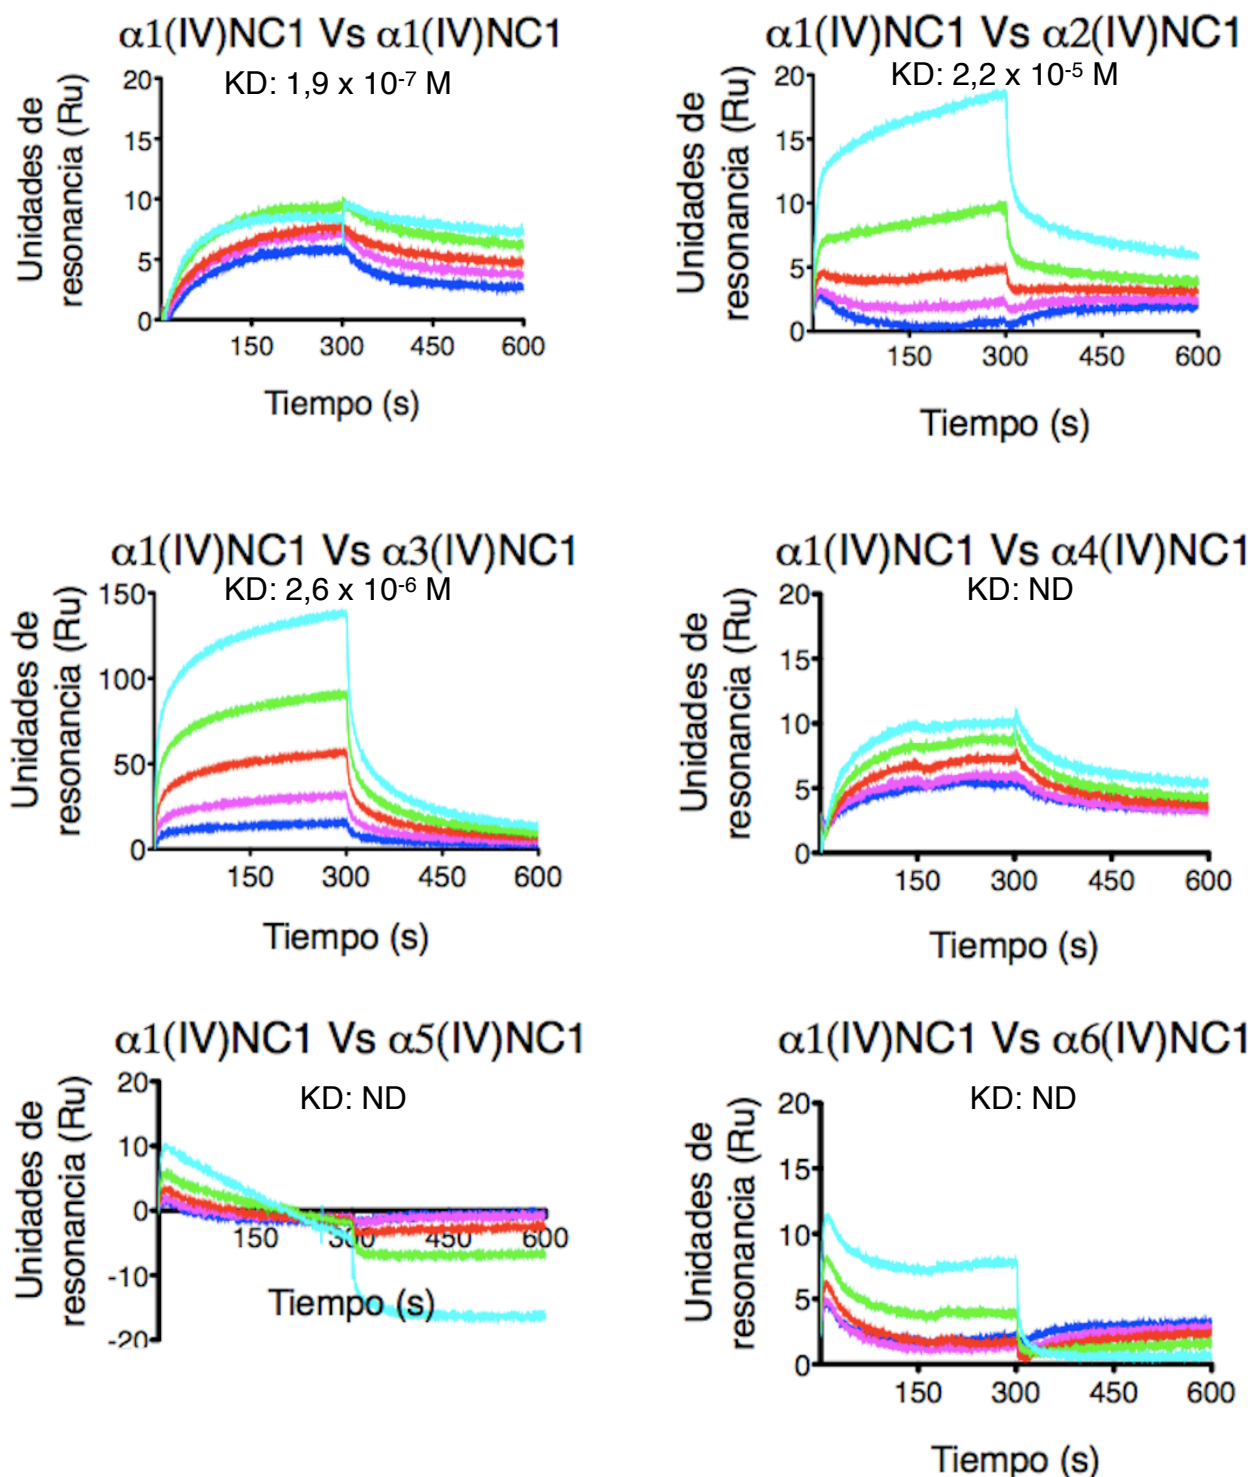 α1(IV)NC1 Vs α1(IV)NC1
KD: 1,9 x 10⁻⁷ M
Unidades de
resonancia (Ru)
20
15
10
5
0
150 300 450 600
Tiempo (s)
α1(IV)NC1 Vs α2(IV)NC1
KD: 2,2 x 10⁻⁵ M
Unidades de
resonancia (Ru)
20
15
10
5
0
150 300 450 600
Tiempo (s)
α1(IV)NC1 Vs α3(IV)NC1
KD: 2,6 x 10⁻⁶ M
Unidades de
resonancia (Ru)
150
100
50
0
150 300 450 600
Tiempo (s)
α1(IV)NC1 Vs α4(IV)NC1
KD: ND
Unidades de
resonancia (Ru)
20
15
10
5
0
150 300 450 600
Tiempo (s)
α1(IV)NC1 Vs α5(IV)NC1
KD: ND
Unidades de
resonancia (Ru)
20
10
0
-10
-20
150 300 450 600
Tiempo (s)
α1(IV)NC1 Vs α6(IV)NC1
KD: ND
Unidades de
resonancia (Ru)
20
15
10
5
0
150 300 450 600
Tiempo (s)